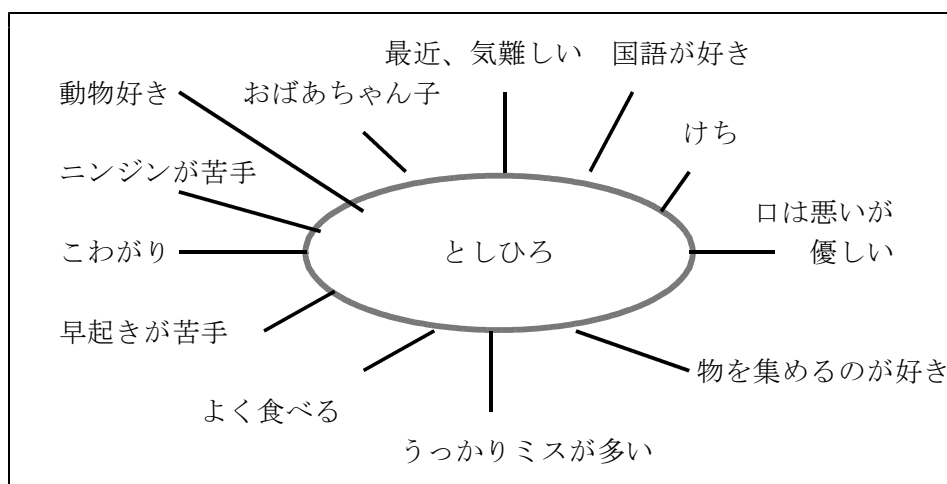 最近、気難しい
国語が好き
動物好き
おばあちゃん子
けち
ニンジンが苦手
口は悪いが
優しい
こわがり
としひろ
早起きが苦手
物を集めるのが好き
よく食べる
うっかりミスが多い